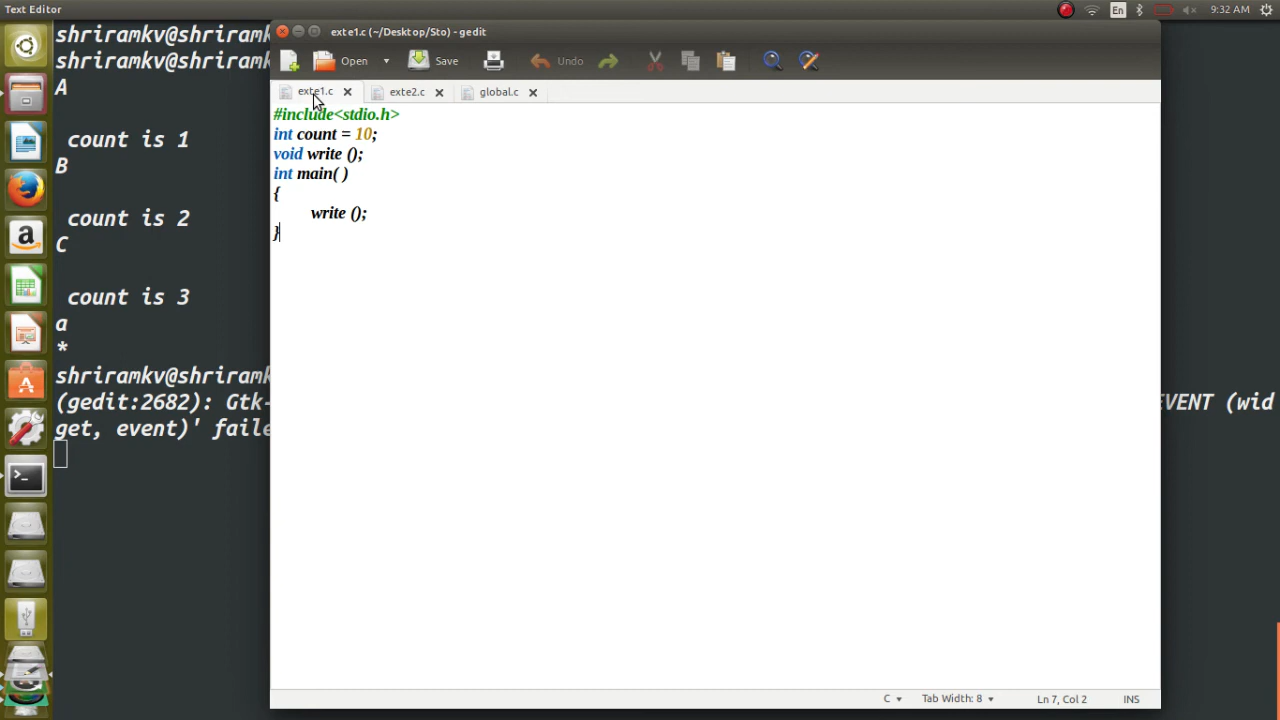 Text Editor
En
9:32 AM
shriramkv@shriramk
shriramkv@shriramk
A
count is 1
B
count is 2
C
count is 3
a
*
shriramkv@shriramk
(gedit:2682): Gtk-
EVENT (wid
get, event)' faile
exte1.c (~/Desktop/Sto) - gedit
Open
Save
Undo
exte1.c
exte2.c
global.c
#include<stdio.h>
int count = 10;
void write ();
int main( )
{
write ();
}
C
Tab Width: 8
Ln 7, Col 2
INS